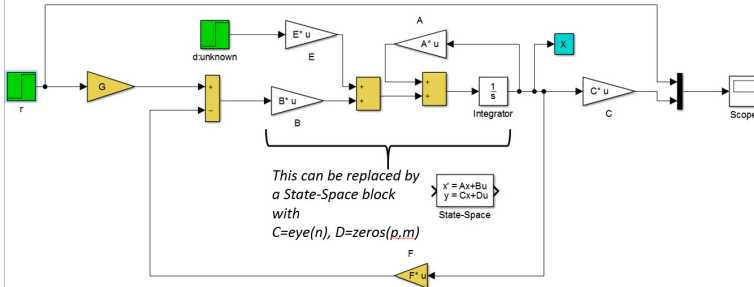 A
E* u
A* u
X
d:unknown
E
G
+
+
+
+
+
−
1
s
B* u
C* u
r
Integrator
Scope
B
C
This can be replaced by
a State-Space block
with
C=eye(n), D=zeros(p,m)
x' = Ax+Bu
y = Cx+Du
State-Space
F
F* u